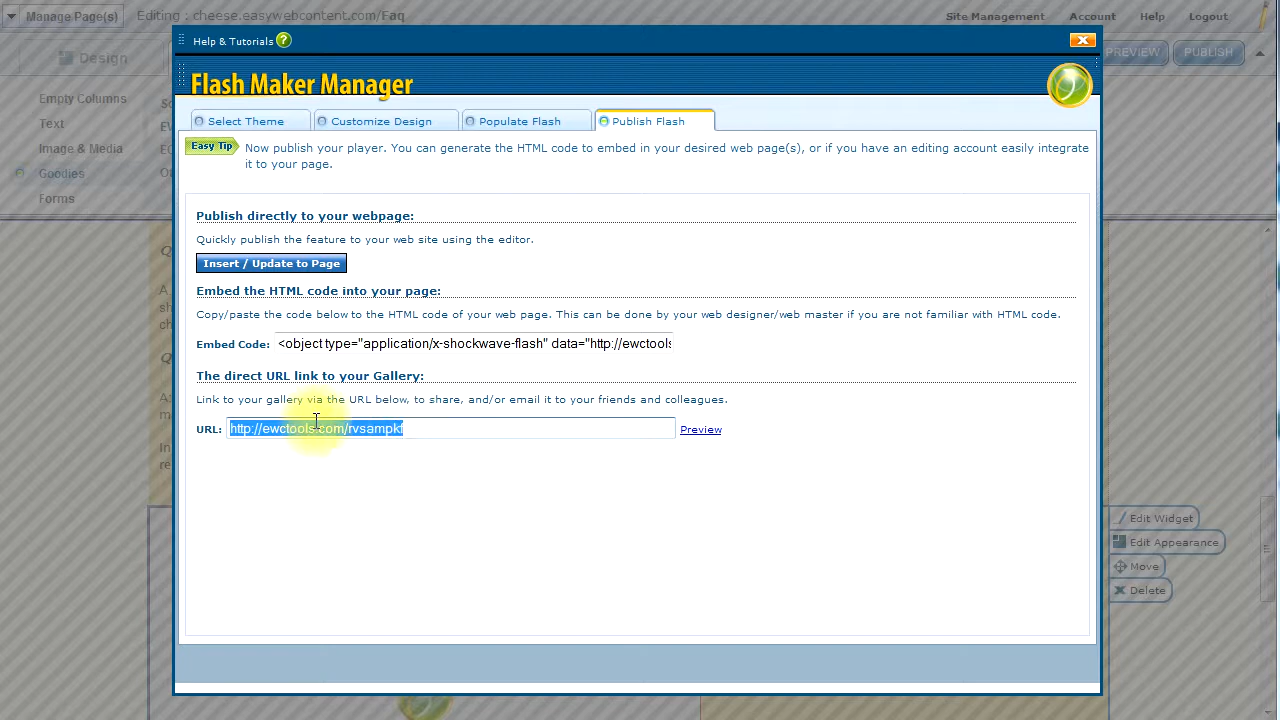 Manage Page(s)
Editing : cheese.easywebcontent.com/Faq
Site Management
Account
Help
Logout
Design
PREVIEW
PUBLISH
Empty Columns
Text
Image & Media
Goodies
Forms
Help & Tutorials
Flash Maker Manager
Select Theme
Customize Design
Populate Flash
Publish Flash
Easy Tip
Now publish your player. You can generate the HTML code to embed in your desired web page(s), or if you have an editing account easily integrate
it to your page.
Publish directly to your webpage:
Quickly publish the feature to your web site using the editor.
Insert / Update to Page
Embed the HTML code into your page:
Copy/paste the code below to the HTML code of your web page. This can be done by your web designer/web master if you are not familiar with HTML code.
Embed Code: <object type="application/x-shockwave-flash" data="http://ewctools
The direct URL link to your Gallery:
Link to your gallery via the URL below, to share, and/or email it to your friends and colleagues.
URL: http://ewctools.com/rvsampkf
Preview
Edit Widget
Edit Appearance
Move
Delete